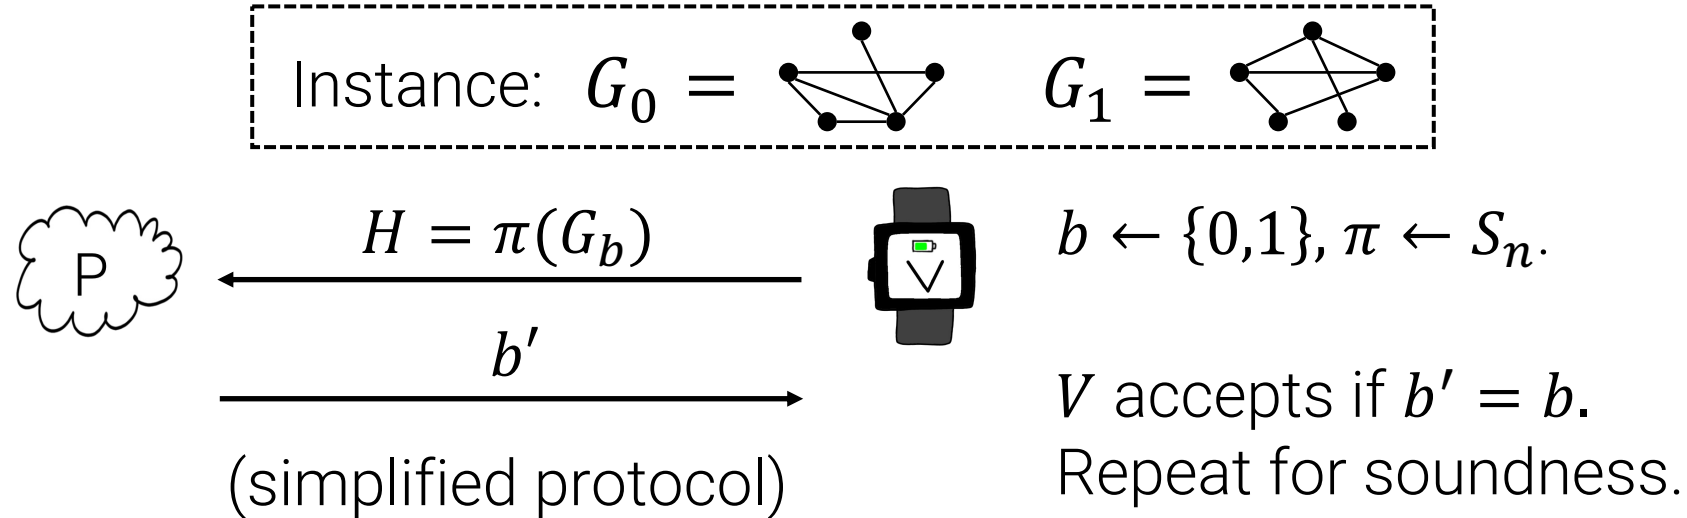 Instance: G₀ = G₁ =
P
H = π(G_b)
V
b ← {0,1}, π ← Sₙ.
b′
V accepts if b′ = b.
(simplified protocol)
Repeat for soundness.